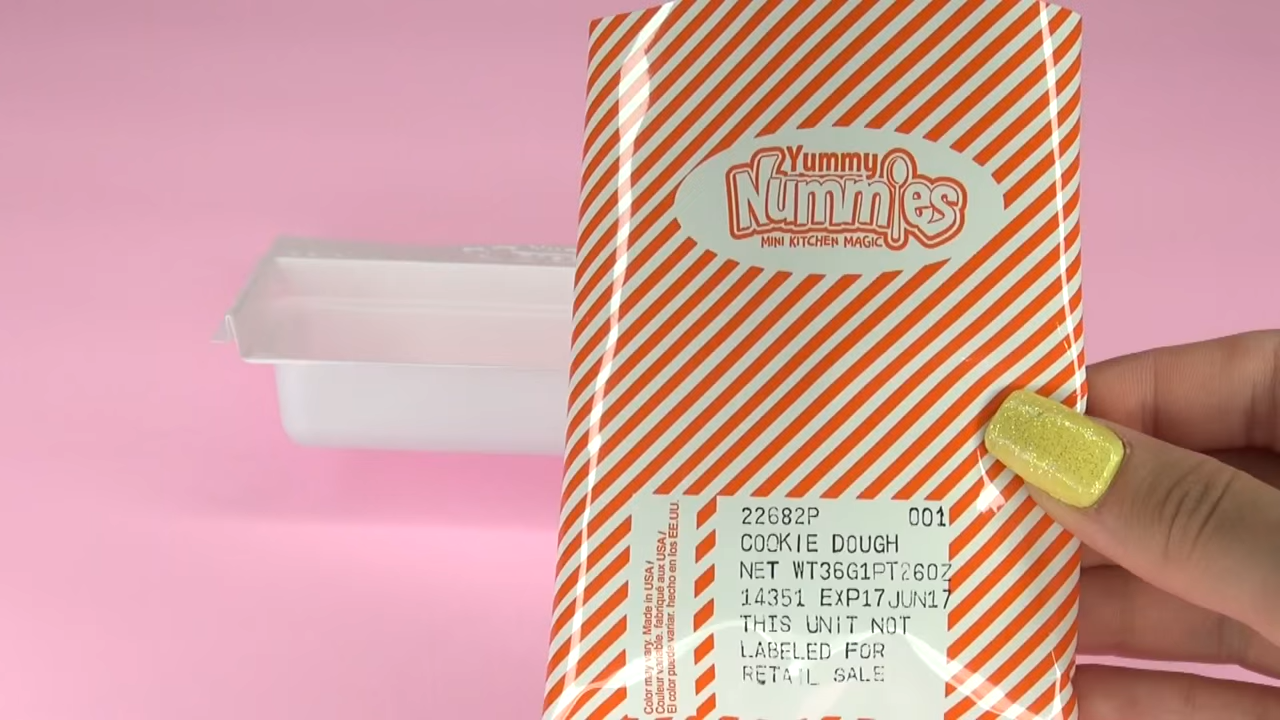 Yummy
Nummies
MINI KITCHEN MAGIC
22682P 001
COOKIE DOUGH
NET WT36G1PT26OZ
14351 EXP17JUN17
THIS UNIT NOT
LABELED FOR
RETAIL SALE
Color may vary. Made in USA /
Couleur variable. fabriqué aux USA /
El color puede variar. hecho en los EE.UU.